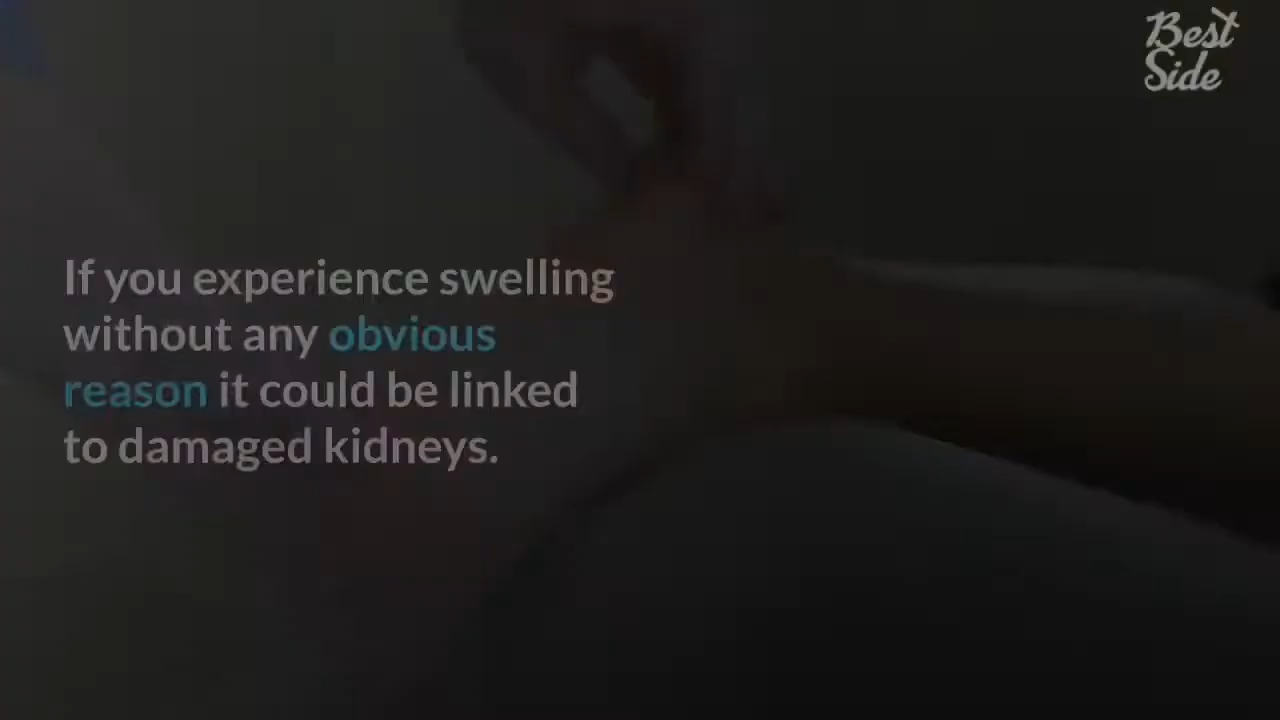 Best
Side
If you experience swelling
without any obvious
reason it could be linked
to damaged kidneys.